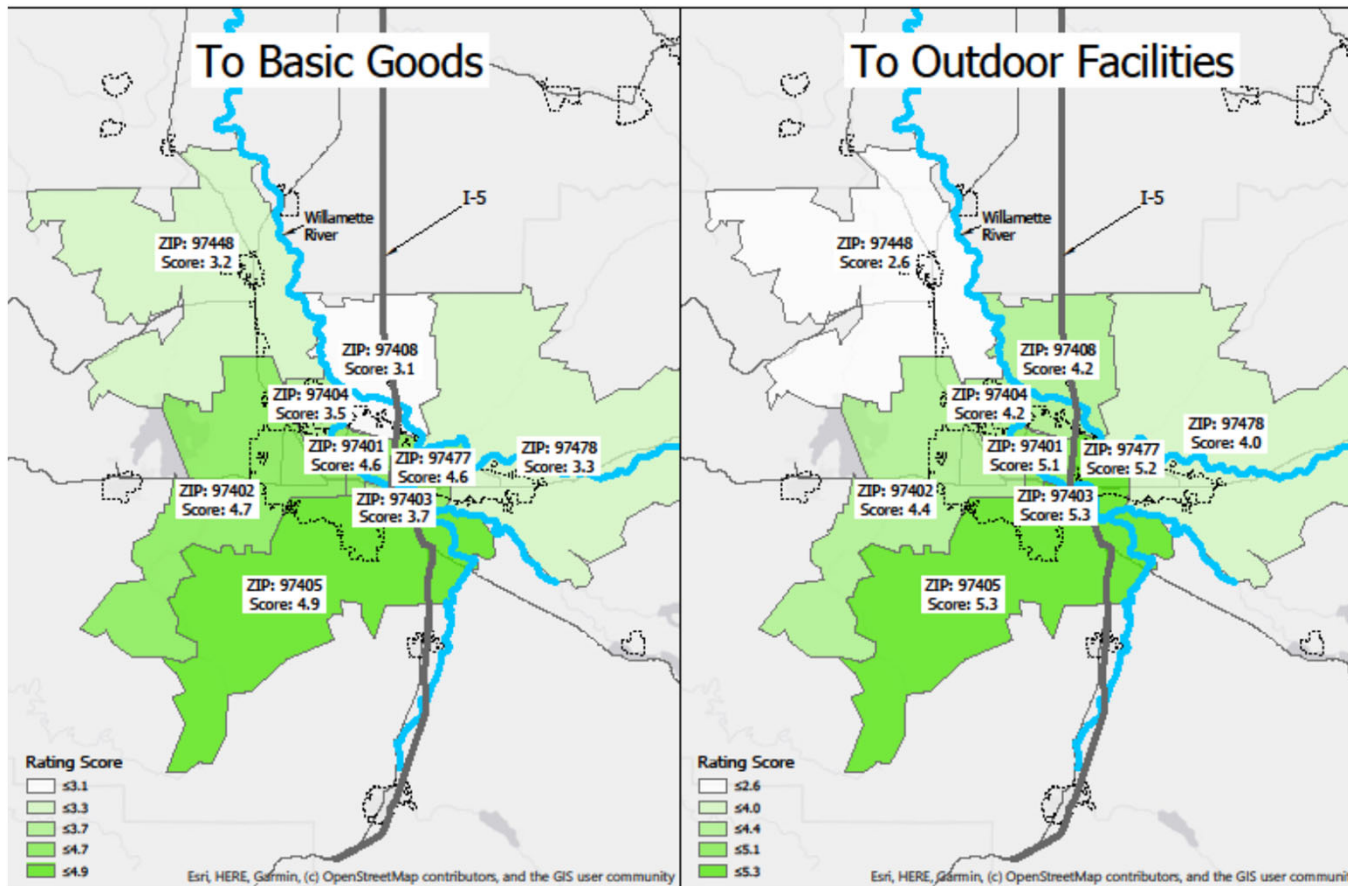 To Basic Goods
I-5
Willamette
River
ZIP: 97448
Score: 3.2
ZIP: 97408
Score: 3.1
ZIP: 97404
Score: 3.5
ZIP: 97401
Score: 4.6
ZIP: 97477
Score: 4.6
ZIP: 97478
Score: 3.3
ZIP: 97402
Score: 4.7
ZIP: 97403
Score: 3.7
ZIP: 97405
Score: 4.9
Rating Score
≤3.1
≤3.3
≤3.7
≤4.7
≤4.9
Esri, HERE, Garmin, (c) OpenStreetMap contributors, and the GIS user community
To Outdoor Facilities
I-5
Willamette
River
ZIP: 97448
Score: 2.6
ZIP: 97408
Score: 4.2
ZIP: 97404
Score: 4.2
ZIP: 97478
Score: 4.0
ZIP: 97401
Score: 5.1
ZIP: 97477
Score: 5.2
ZIP: 97402
Score: 4.4
ZIP: 97403
Score: 5.3
ZIP: 97405
Score: 5.3
Rating Score
≤2.6
≤4.0
≤4.4
≤5.1
≤5.3
Esri, HERE, Garmin, (c) OpenStreetMap contributors, and the GIS user communit